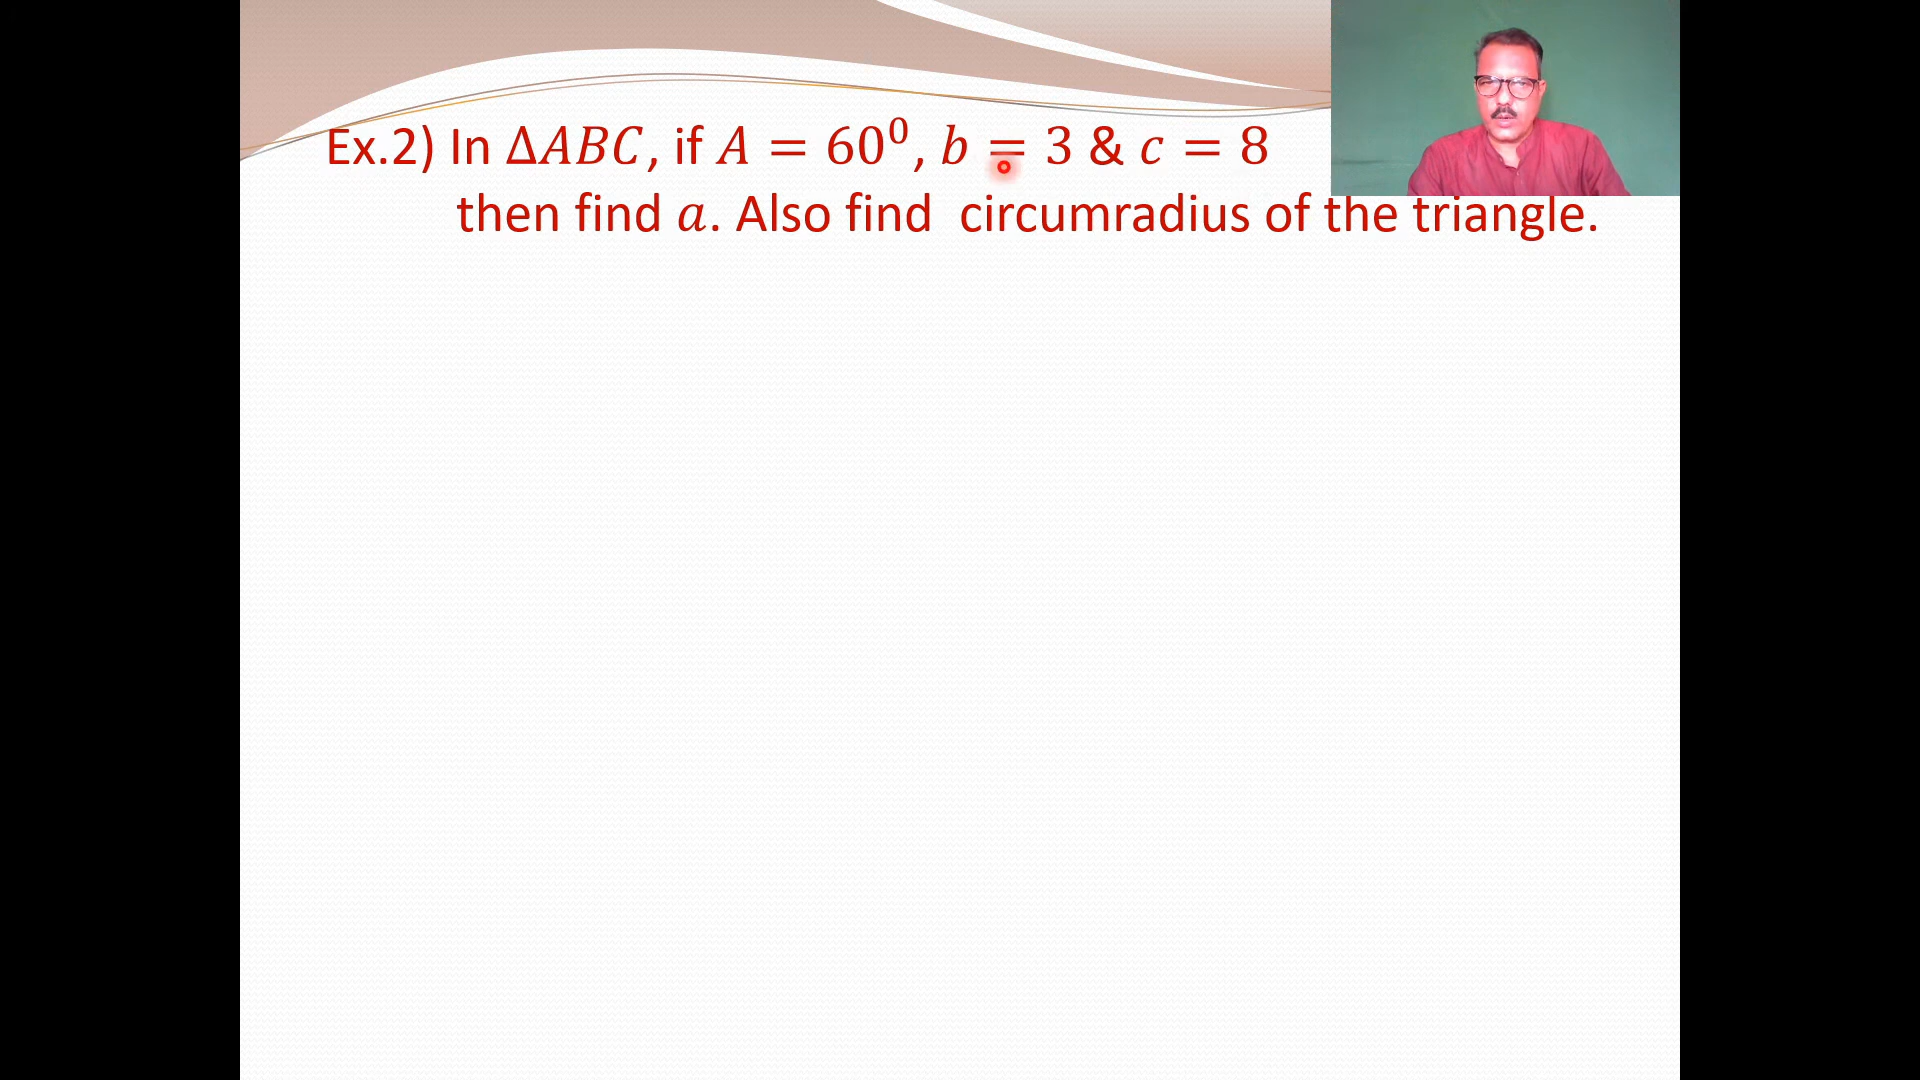 Ex.2) In ΔABC, if A = 60⁰, b = 3 & c = 8
then find a. Also find circumradius of the triangle.